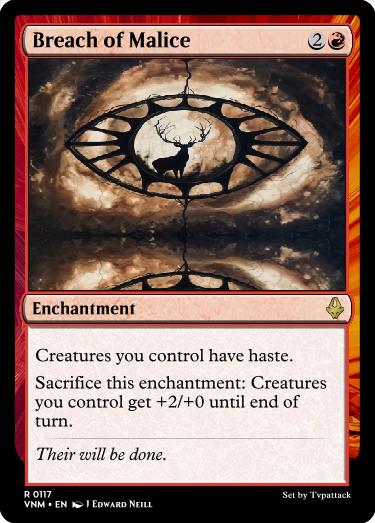 Breach of Malice 2
Enchantment
Creatures you control have haste.
Sacrifice this enchantment: Creatures
you control get +2/+0 until end of
turn.
Their will be done.
R 0117
VNM • EN J EDWARD NEILL
Set by Tvpattack